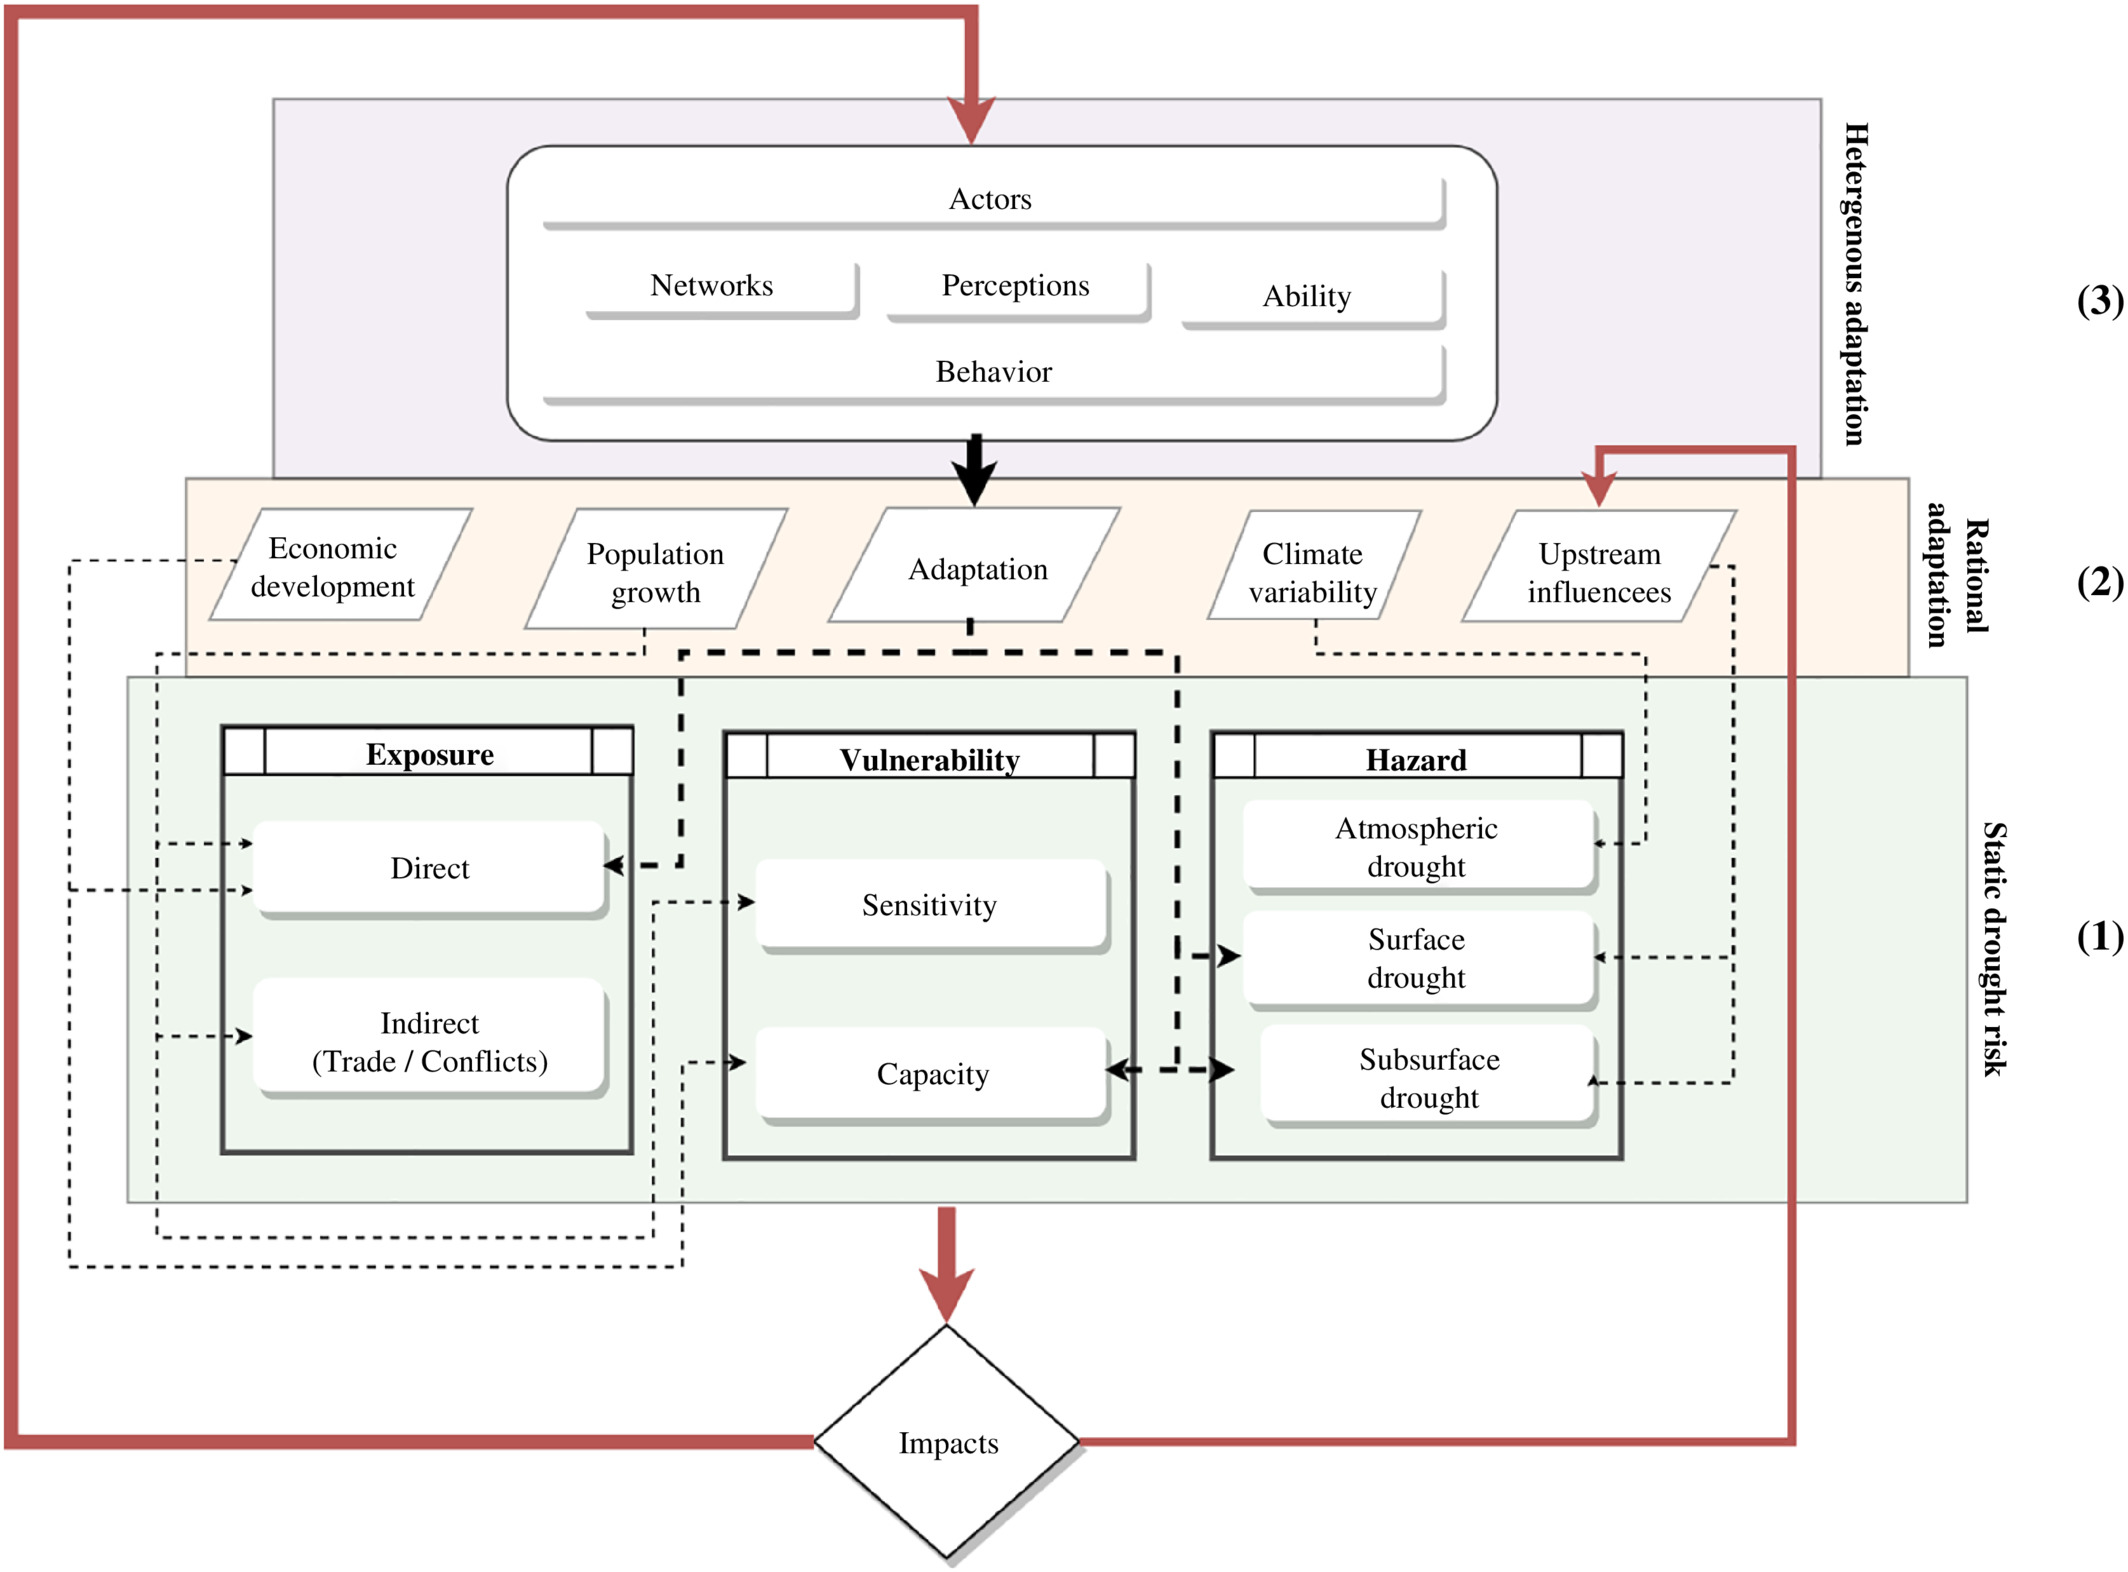 Actors
Networks
Perceptions
Ability
Behavior
Hetergenous adaptation
(3)
Economic
development
Population
growth
Adaptation
Climate
variability
Upstream
influencees
Rational
adaptation
(2)
Exposure
Direct
Indirect
(Trade / Conflicts)
Vulnerability
Sensitivity
Capacity
Hazard
Atmospheric
drought
Surface
drought
Subsurface
drought
Static drought risk
(1)
Impacts